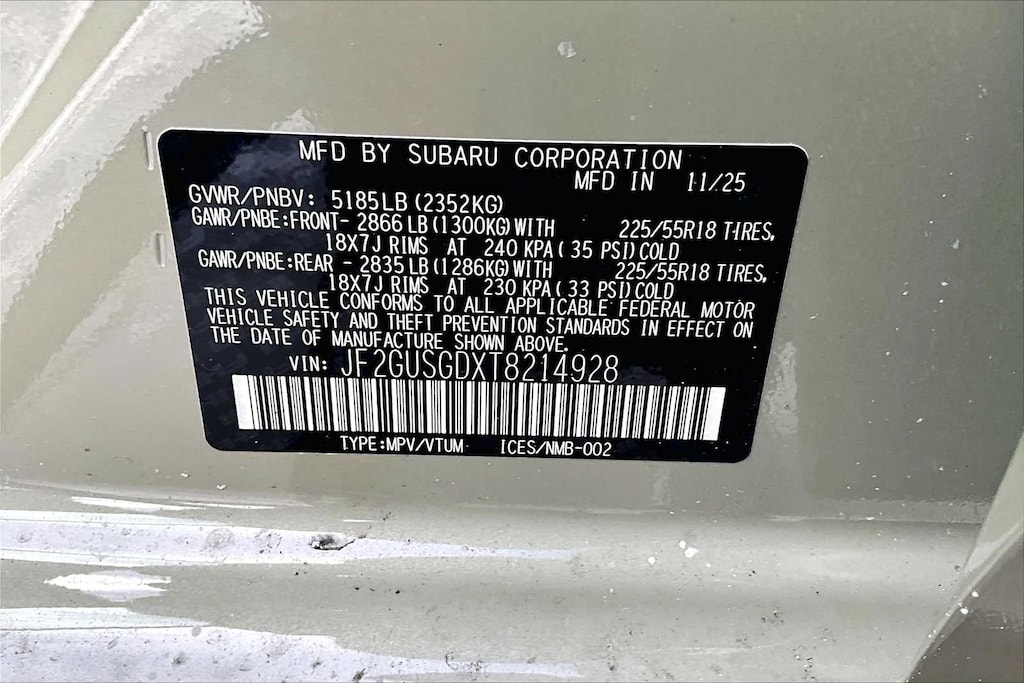 MFD BY SUBARU CORPORATION
MFD IN 11/25
GVWR/PNBV: 5185LB (2352KG)
GAWR/PNBE:FRONT- 2866 LB (1300KG) WITH 225/55R18 TIRES,
18X7J RIMS AT 240 KPA ( 35 PSI) COLD
GAWR/PNBE:REAR - 2835 LB (1286KG) WITH 225/55R18 TIRES,
18X7J RIMS AT 230 KPA ( 33 PSI) COLD
THIS VEHICLE CONFORMS TO ALL APPLICABLE FEDERAL MOTOR
VEHICLE SAFETY AND THEFT PREVENTION STANDARDS IN EFFECT ON
THE DATE OF MANUFACTURE SHOWN ABOVE.
VIN: JF2GUSGDXT8214928
TYPE:MPV/VTUM ICES/NMB-002